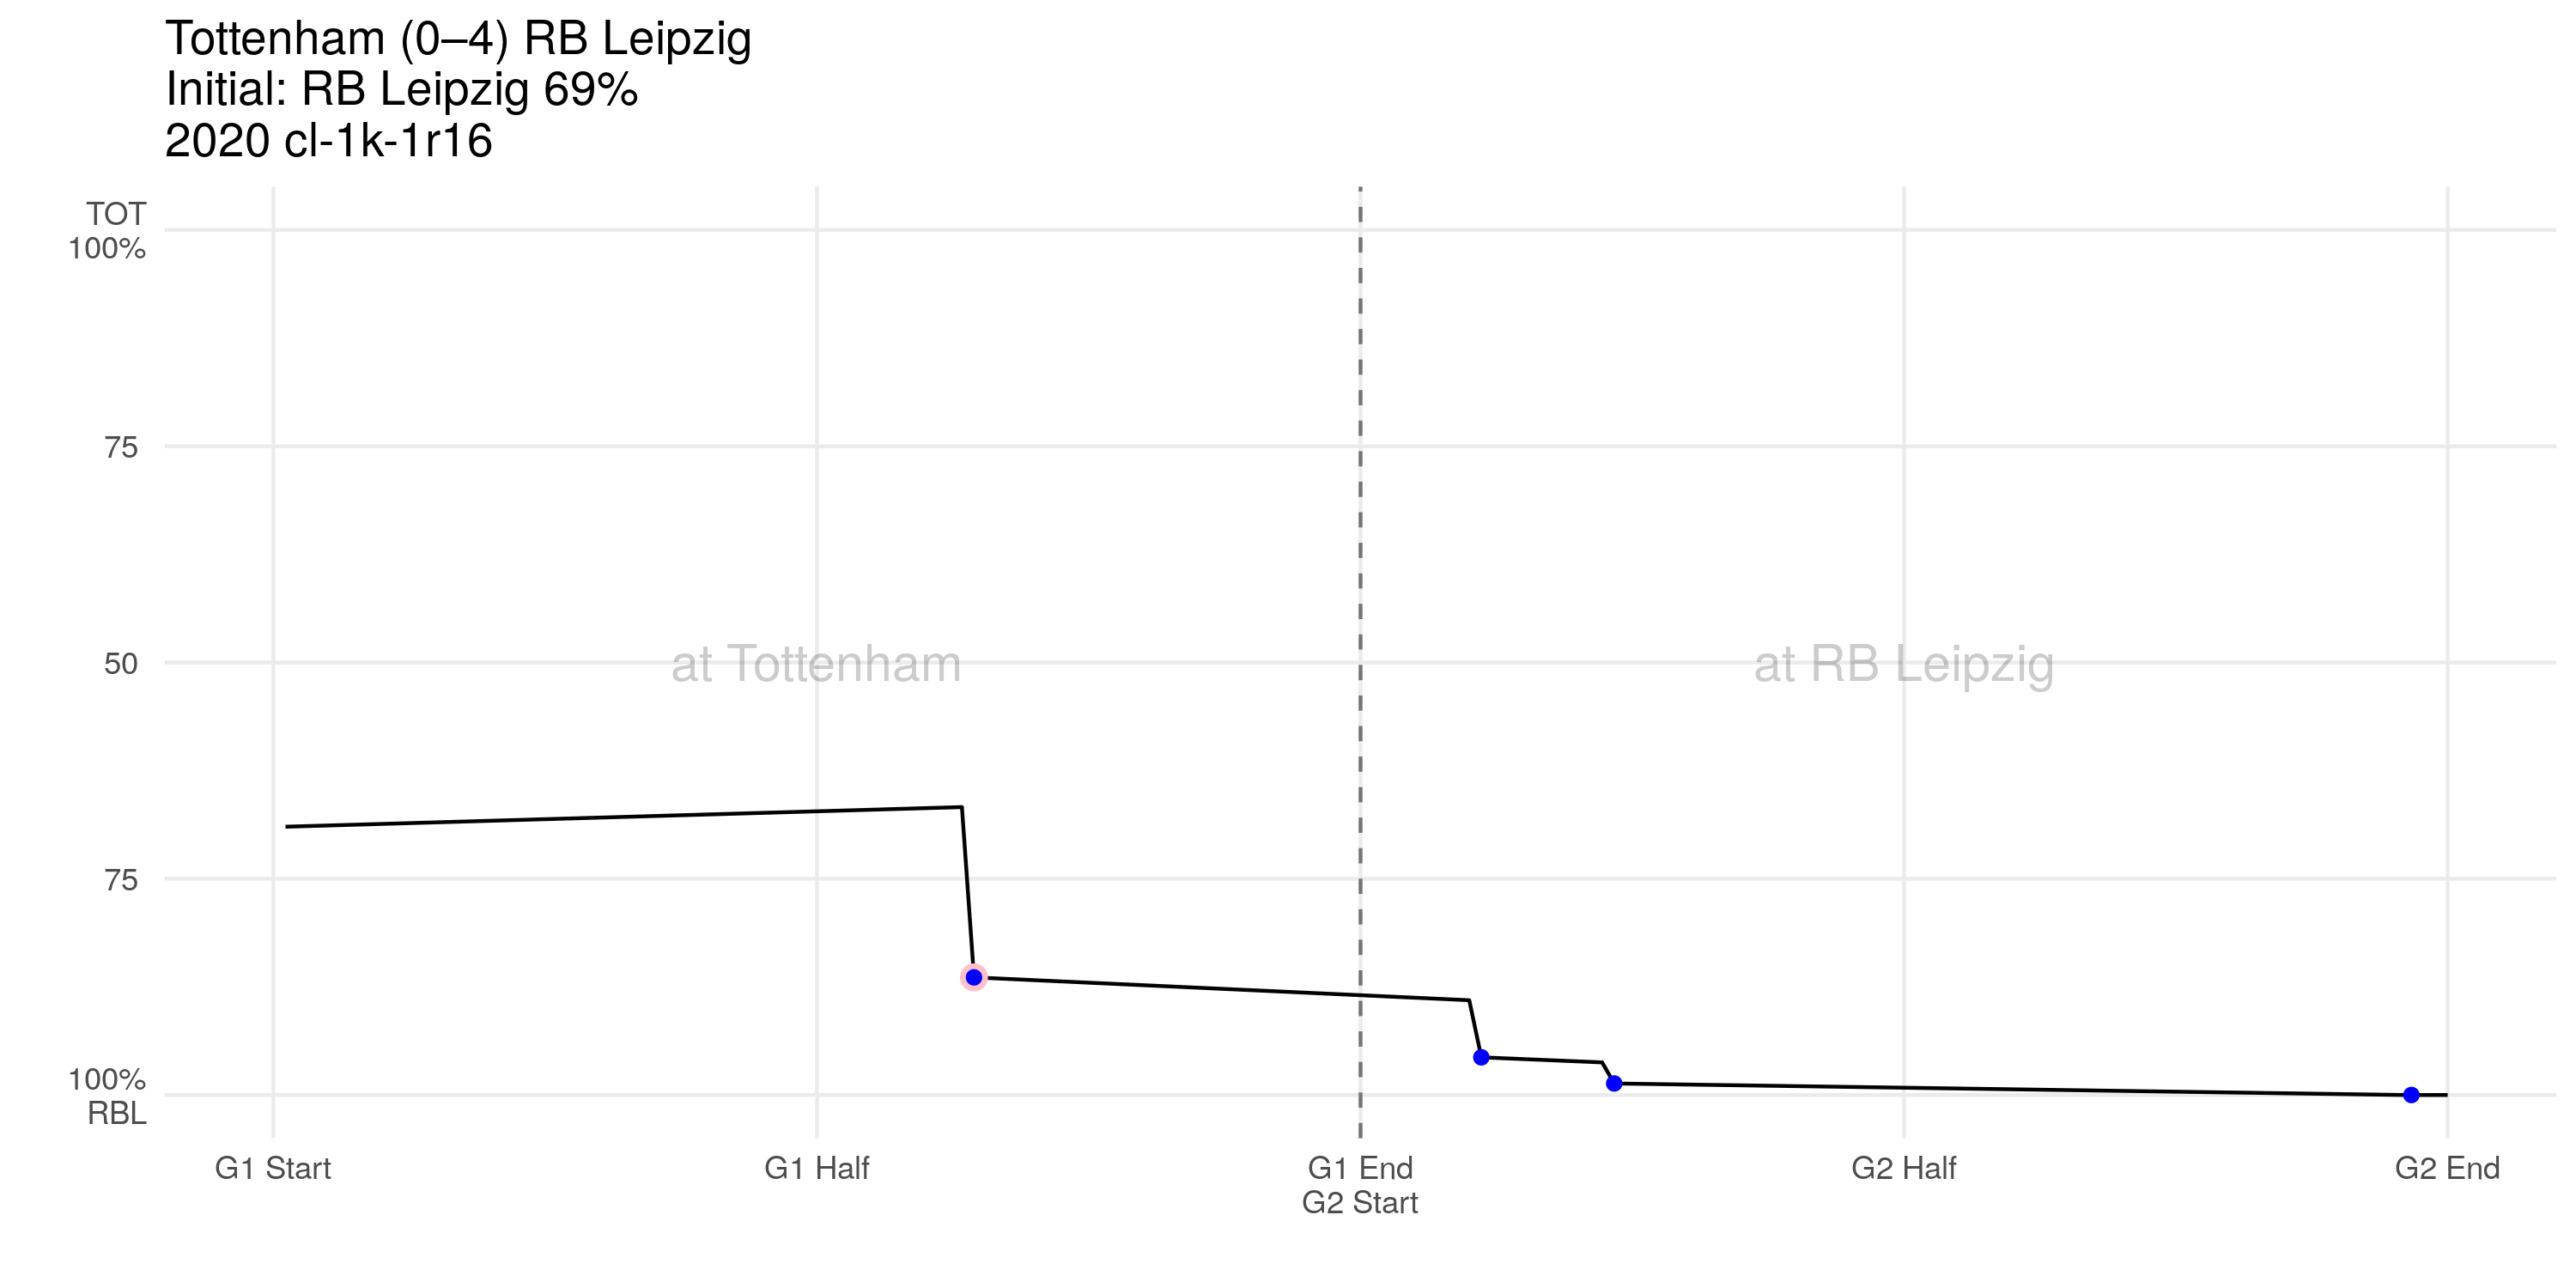 Tottenham (0–4) RB Leipzig
Initial: RB Leipzig 69%
2020 cl-1k-1r16
TOT
100%
75
50
75
100%
RBL
at Tottenham
at RB Leipzig
G1 Start
G1 Half
G1 End
G2 Start
G2 Half
G2 End